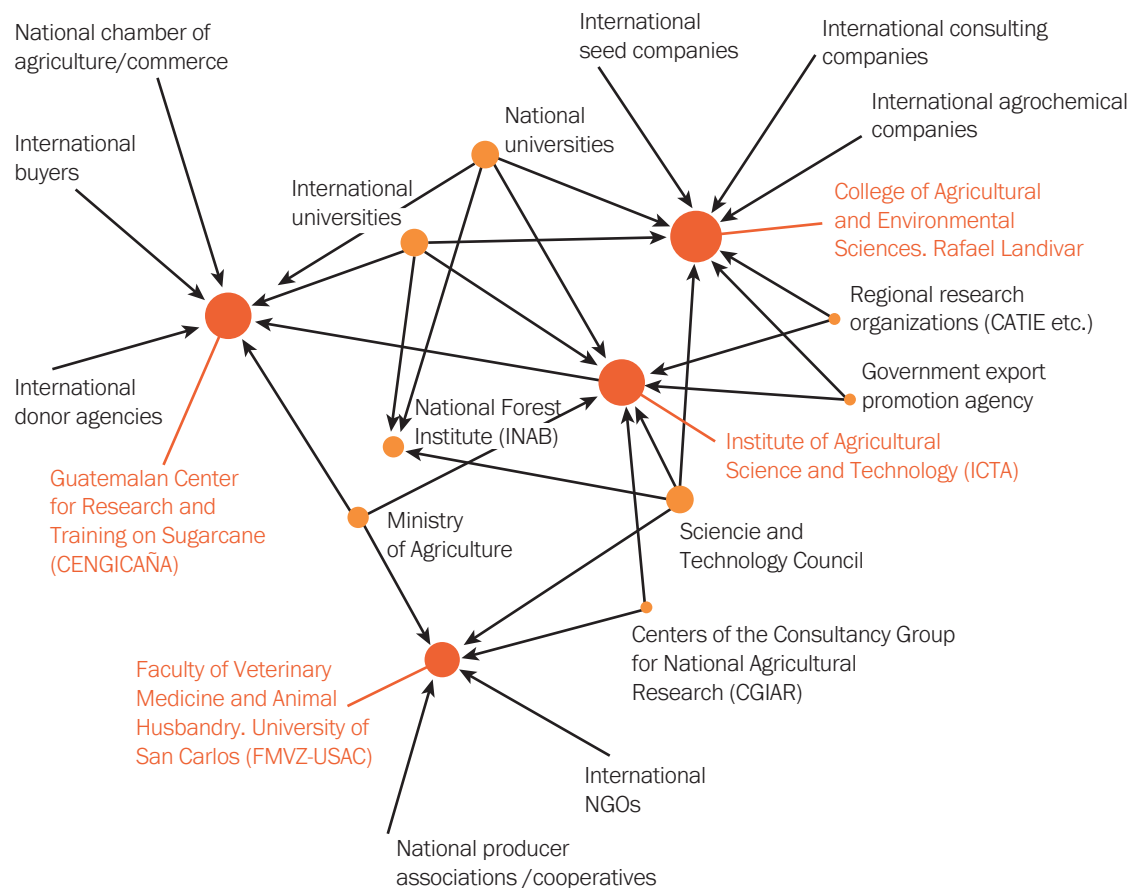 National chamber of
agriculture/commerce
International
seed companies
International consulting
companies
International agrochemical
companies
National
universities
International
buyers
International
universities
College of Agricultural
and Environmental
Sciences. Rafael Landivar
Regional research
organizations (CATIE etc.)
Government export
promotion agency
International
donor agencies
National Forest
Institute (INAB)
Institute of Agricultural
Science and Technology (ICTA)
Guatemalan Center
for Research and
Training on Sugarcane
(CENGICAÑA)
Ministry
of Agriculture
Sciencie and
Technology Council
Centers of the Consultancy Group
for National Agricultural
Research (CGIAR)
Faculty of Veterinary
Medicine and Animal
Husbandry. University of
San Carlos (FMVZ-USAC)
International
NGOs
National producer
associations /cooperatives